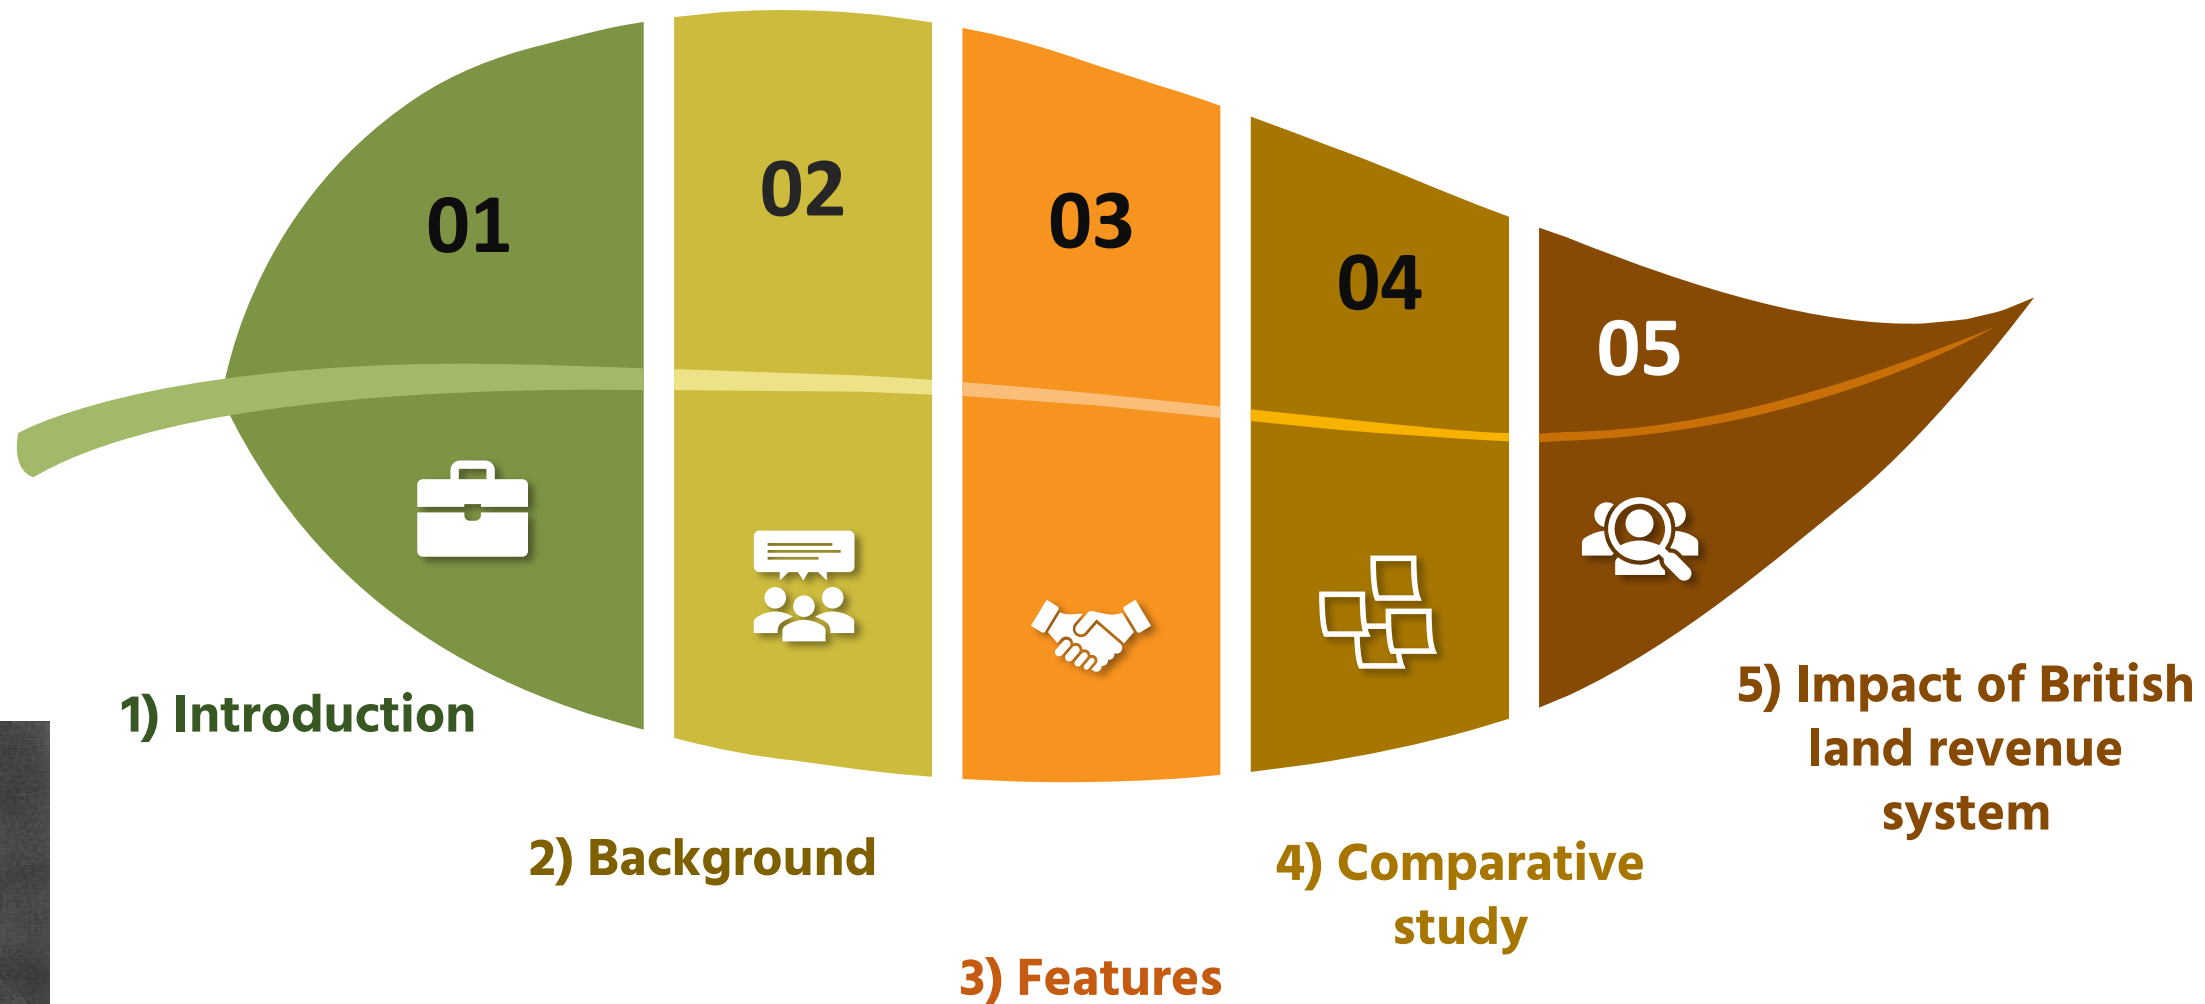 01
02
03
04
05
1) Introduction
2) Background
3) Features
4) Comparative
study
5) Impact of British
land revenue
system